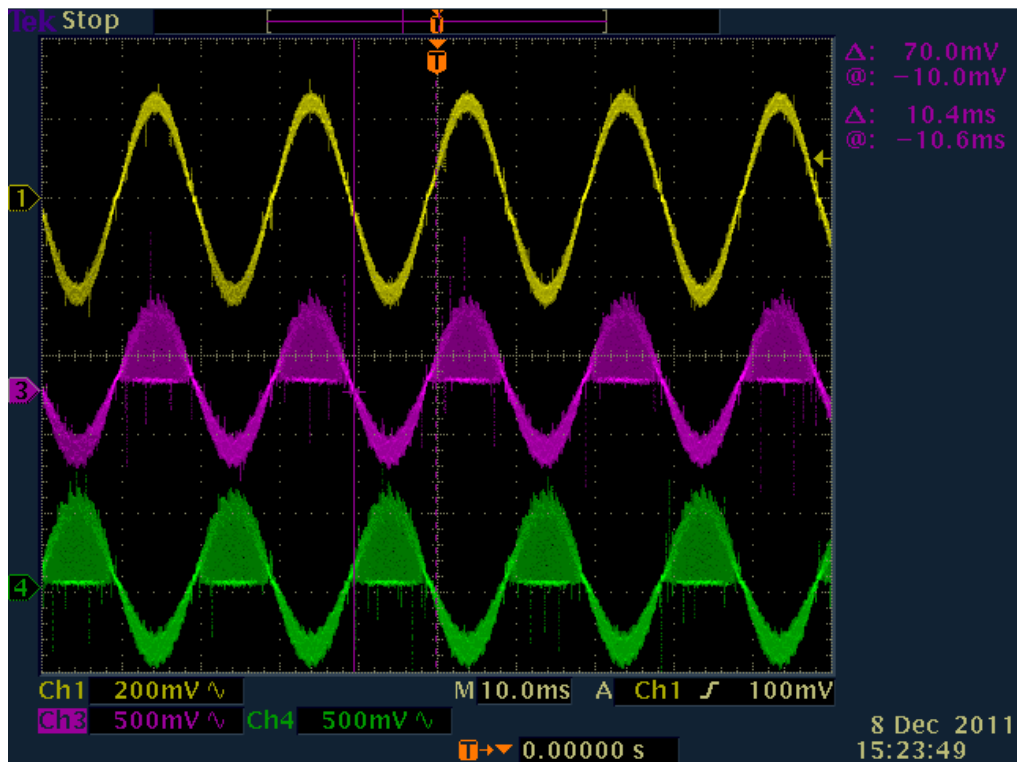 Tek Stop
T
T
Δ: 70.0mV
@: −10.0mV
Δ: 10.4ms
@: −10.6ms
1
3
4
Ch1 200mV ∿ M 10.0ms A Ch1 ƒ 100mV
Ch3 500mV ∿ Ch4 500mV ∿
T→▼ 0.00000 s
8 Dec 2011
15:23:49